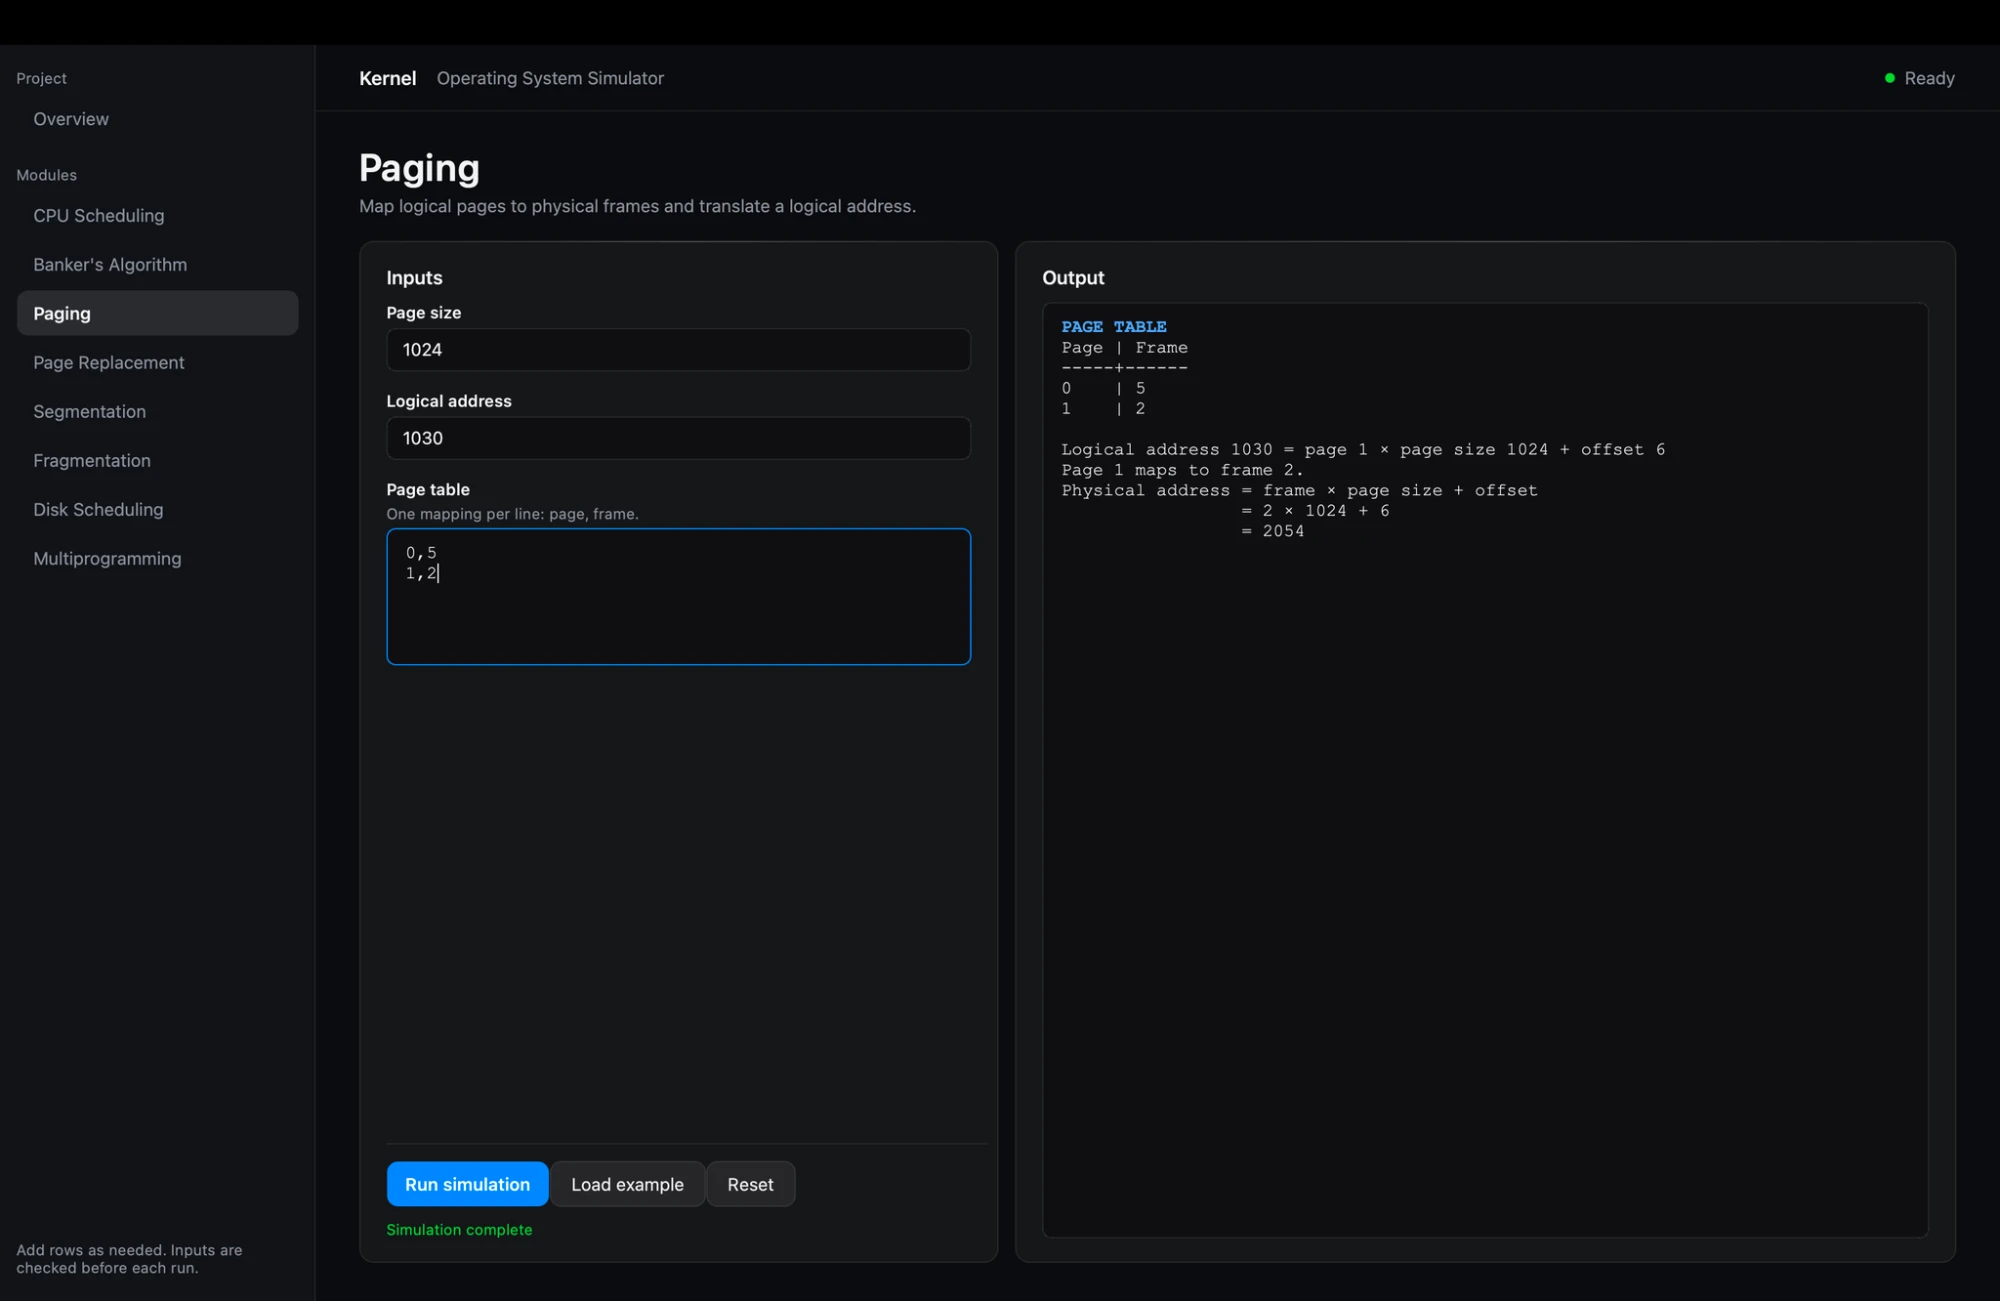 Project
Overview
Modules
CPU Scheduling
Banker's Algorithm
Paging
Page Replacement
Segmentation
Fragmentation
Disk Scheduling
Multiprogramming
Add rows as needed. Inputs are
checked before each run.
Kernel Operating System Simulator
Ready
Paging
Map logical pages to physical frames and translate a logical address.
Inputs
Page size
1024
Logical address
1030
Page table
One mapping per line: page, frame.
0,5
1,2
Run simulation Load example Reset
Simulation complete
Output
PAGE TABLE
Page | Frame
-----+------
0    | 5
1    | 2
Logical address 1030 = page 1 × page size 1024 + offset 6
Page 1 maps to frame 2.
Physical address = frame × page size + offset
= 2 × 1024 + 6
= 2054